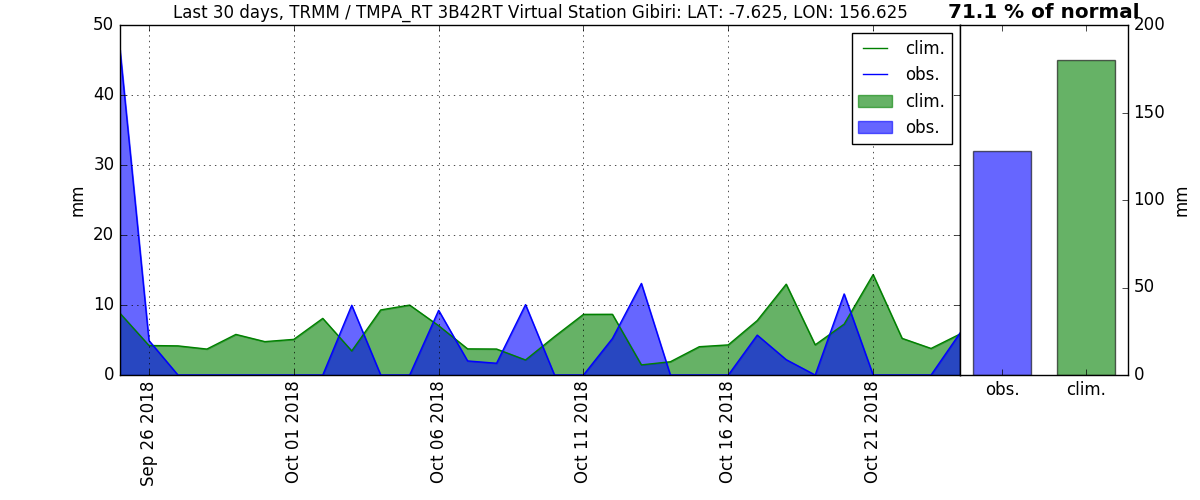 Last 30 days, TRMM / TMPA_RT 3B42RT Virtual Station Gibiri: LAT: -7.625, LON: 156.625
71.1 % of normal
50
40
30
20
10
0
mm
clim.
obs.
clim.
obs.
Sep 26 2018
Oct 01 2018
Oct 06 2018
Oct 11 2018
Oct 16 2018
Oct 21 2018
200
150
100
50
0
mm
obs.
clim.